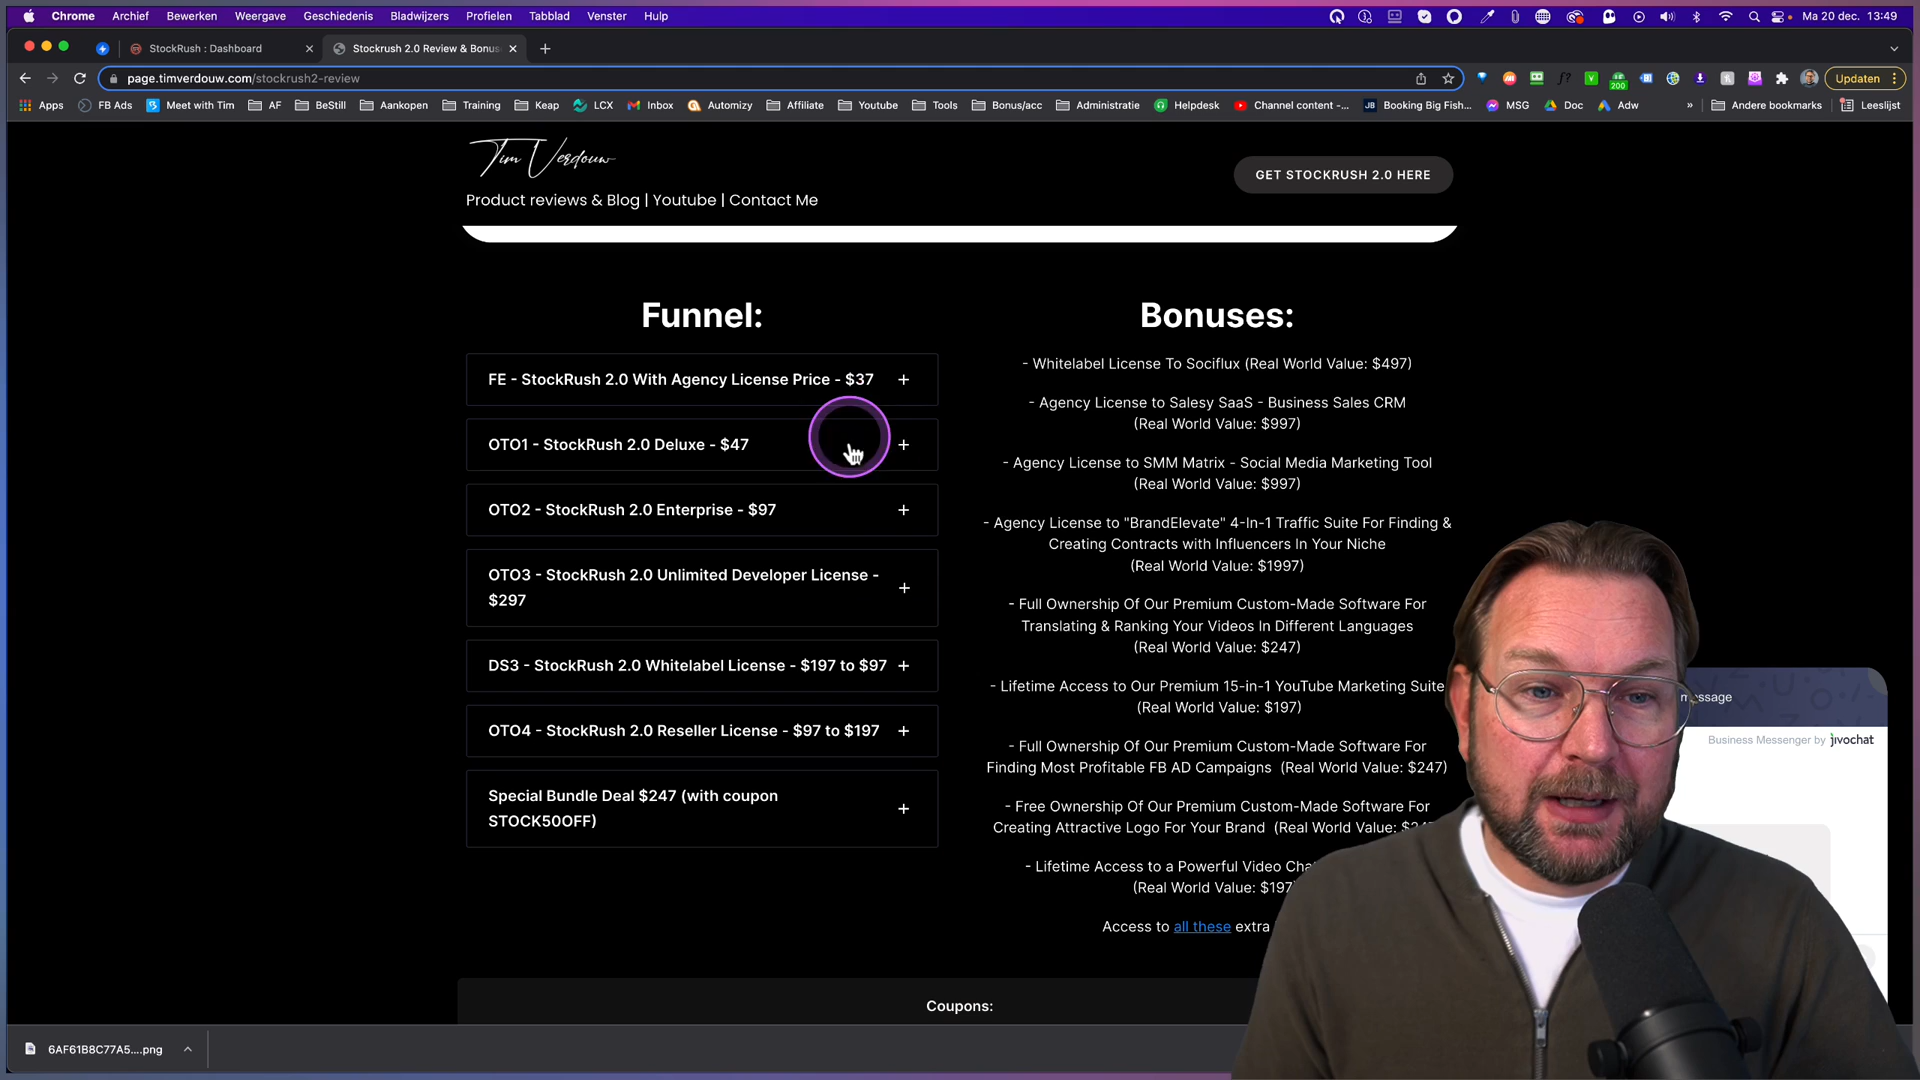 Chrome Archief Bewerken Weergave Geschiedenis Bladwijzers Profielen Tabblad Venster Help Ma 20 dec. 13:49
StockRush : Dashboard Stockrush 2.0 Review & Bonus
page.timverdouw.com/stockrush2-review Updaten
Apps FB Ads Meet with Tim AF BeStill Aankopen Training Keap LCX Inbox Automizy Affiliate Youtube Tools Bonus/acc Administratie Helpdesk Channel content -... Booking Big Fish... MSG Doc Adw » Andere bookmarks Leeslijst
Tim Verdouw
GET STOCKRUSH 2.0 HERE
Product reviews & Blog | Youtube | Contact Me
Funnel:
FE - StockRush 2.0 With Agency License Price - $37 +
OTO1 - StockRush 2.0 Deluxe - $47 +
OTO2 - StockRush 2.0 Enterprise - $97 +
OTO3 - StockRush 2.0 Unlimited Developer License -
$297 +
DS3 - StockRush 2.0 Whitelabel License - $197 to $97 +
OTO4 - StockRush 2.0 Reseller License - $97 to $197 +
Special Bundle Deal $247 (with coupon
STOCK50OFF) +
Bonuses:
- Whitelabel License To Sociflux (Real World Value: $497)
- Agency License to Salesy SaaS - Business Sales CRM
(Real World Value: $997)
- Agency License to SMM Matrix - Social Media Marketing Tool
(Real World Value: $997)
- Agency License to "BrandElevate" 4-In-1 Traffic Suite For Finding &
Creating Contracts with Influencers In Your Niche
(Real World Value: $1997)
- Full Ownership Of Our Premium Custom-Made Software For
Translating & Ranking Your Videos In Different Languages
(Real World Value: $247)
- Lifetime Access to Our Premium 15-in-1 YouTube Marketing Suite
(Real World Value: $197)
- Full Ownership Of Our Premium Custom-Made Software For
Finding Most Profitable FB AD Campaigns (Real World Value: $247)
- Free Ownership Of Our Premium Custom-Made Software For
Creating Attractive Logo For Your Brand (Real World Value:
- Lifetime Access to a Powerful Video
(Real World Value: $197
Access to all these extra
message
Business Messenger by jivochat
Coupons:
6AF61B8C77A5....png